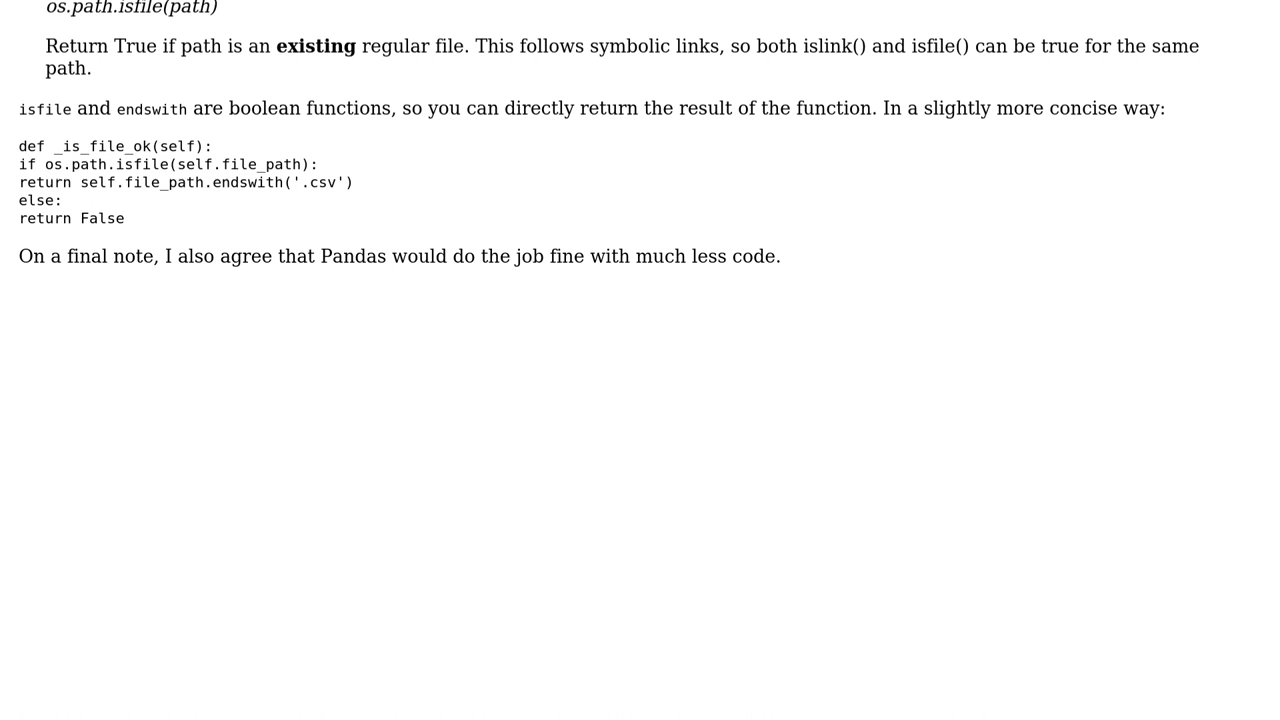 os.path.isfile(path)
Return True if path is an existing regular file. This follows symbolic links, so both islink() and isfile() can be true for the same
path.
isfile and endswith are boolean functions, so you can directly return the result of the function. In a slightly more concise way:
def _is_file_ok(self):
if os.path.isfile(self.file_path):
return self.file_path.endswith('.csv')
else:
return False
On a final note, I also agree that Pandas would do the job fine with much less code.